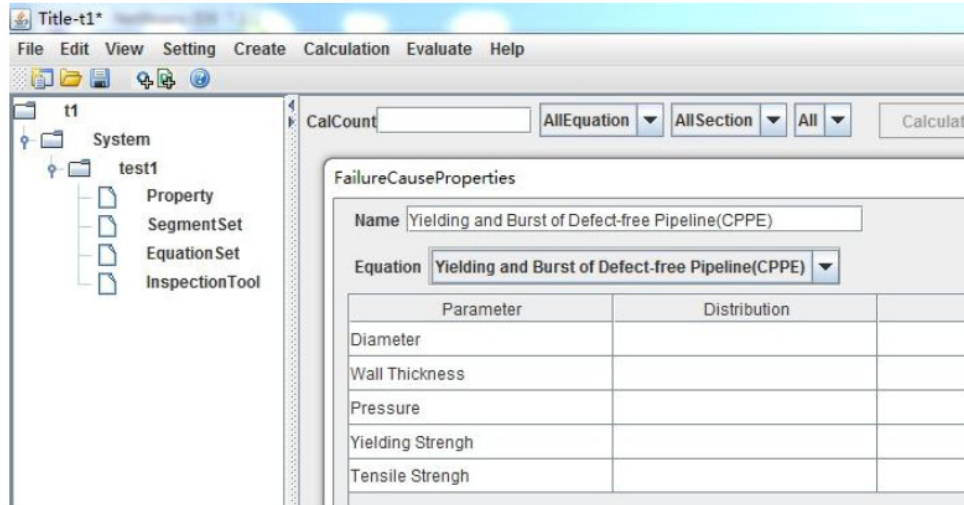 Title-t1*
File Edit View Setting Create Calculation Evaluate Help
t1
System
test1
Property
SegmentSet
EquationSet
InspectionTool
CalCount AllEquation AllSection All Calculat
FailureCauseProperties
Name Yielding and Burst of Defect-free Pipeline(CPPE)
Equation Yielding and Burst of Defect-free Pipeline(CPPE)
Parameter Distribution
Diameter
Wall Thickness
Pressure
Yielding Strengh
Tensile Strengh